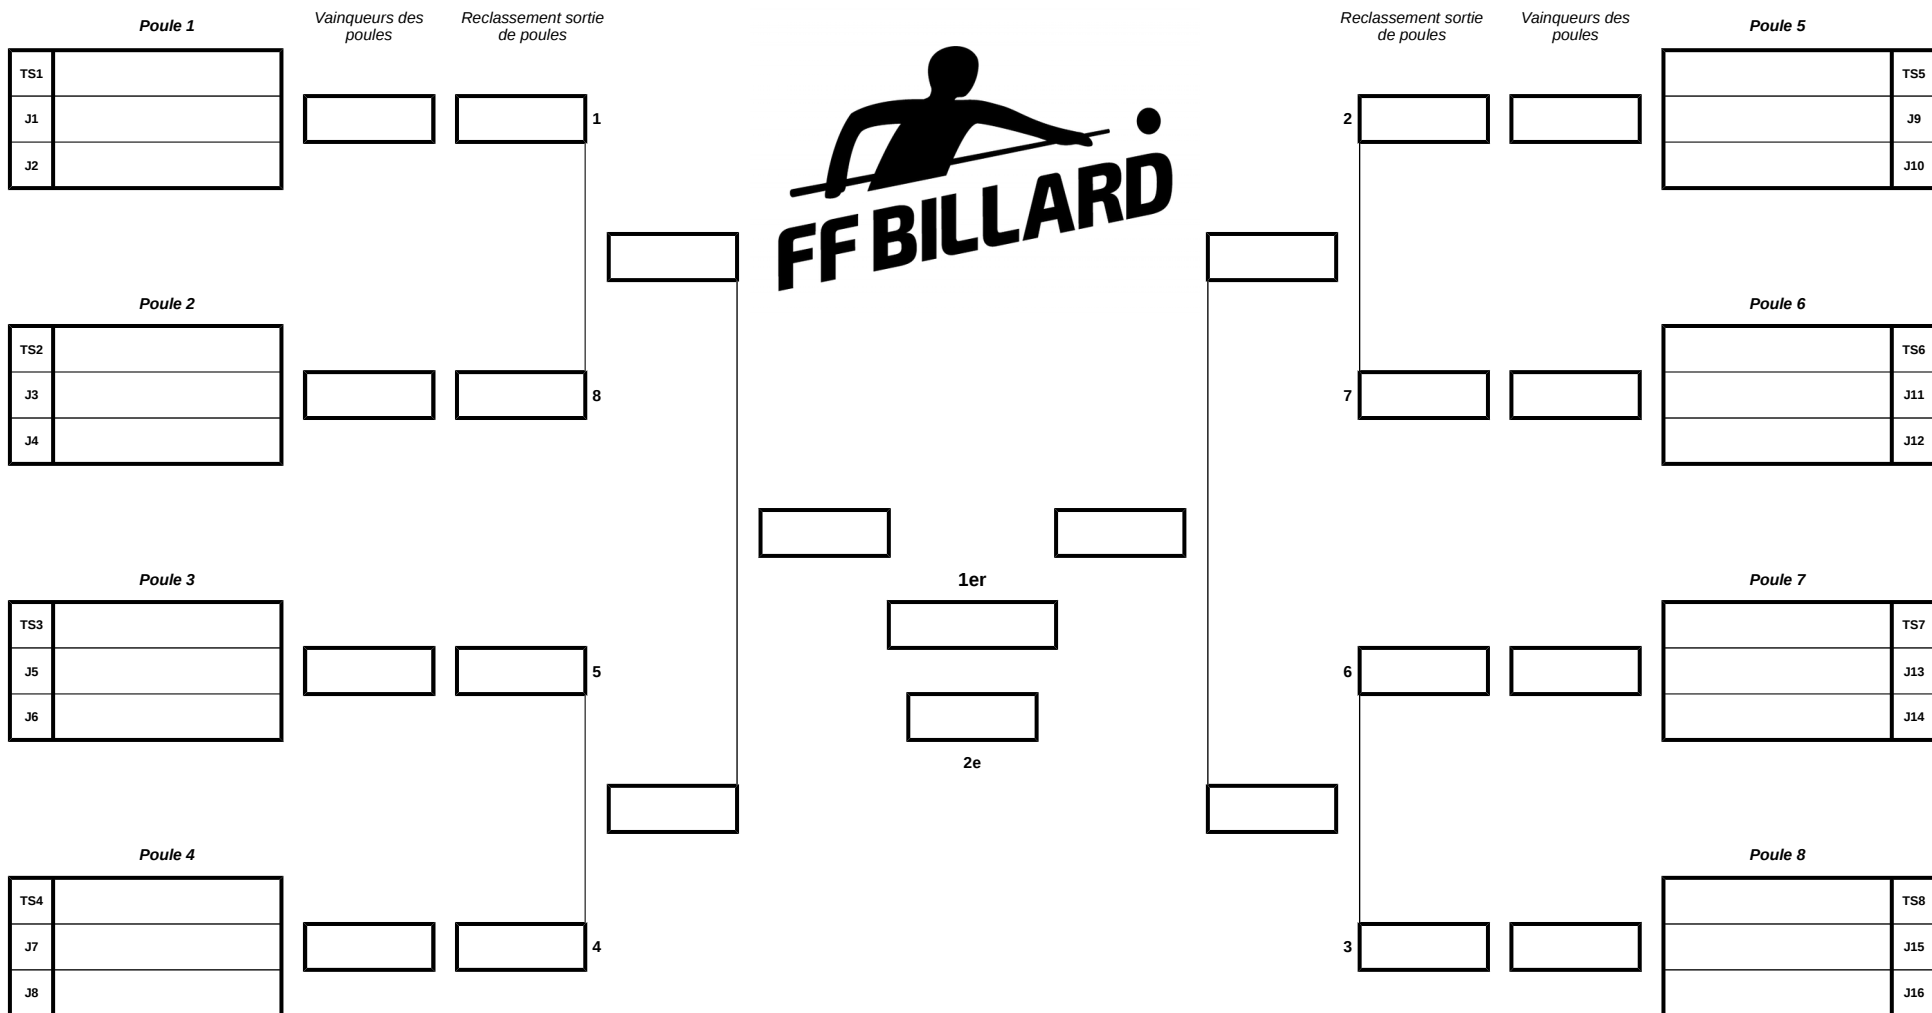 Poule 1
Vainqueurs des
poules
Reclassement sortie
de poules
Reclassement sortie
de poules
Vainqueurs des
poules
Poule 5
TS1
J1
J2
1
2
TS5
J9
J10
FF BILLARD
Poule 2
Poule 6
TS2
J3
J4
8
7
TS6
J11
J12
Poule 3
1er
Poule 7
TS3
J5
J6
5
6
TS7
J13
J14
2e
Poule 4
Poule 8
TS4
J7
J8
4
3
TS8
J15
J16